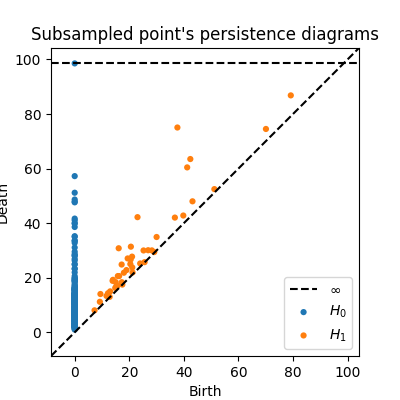 Subsampled point's persistence diagrams
100
80
60
40
20
0
Death
0 20 40 60 80 100
Birth
∞
H₀
H₁